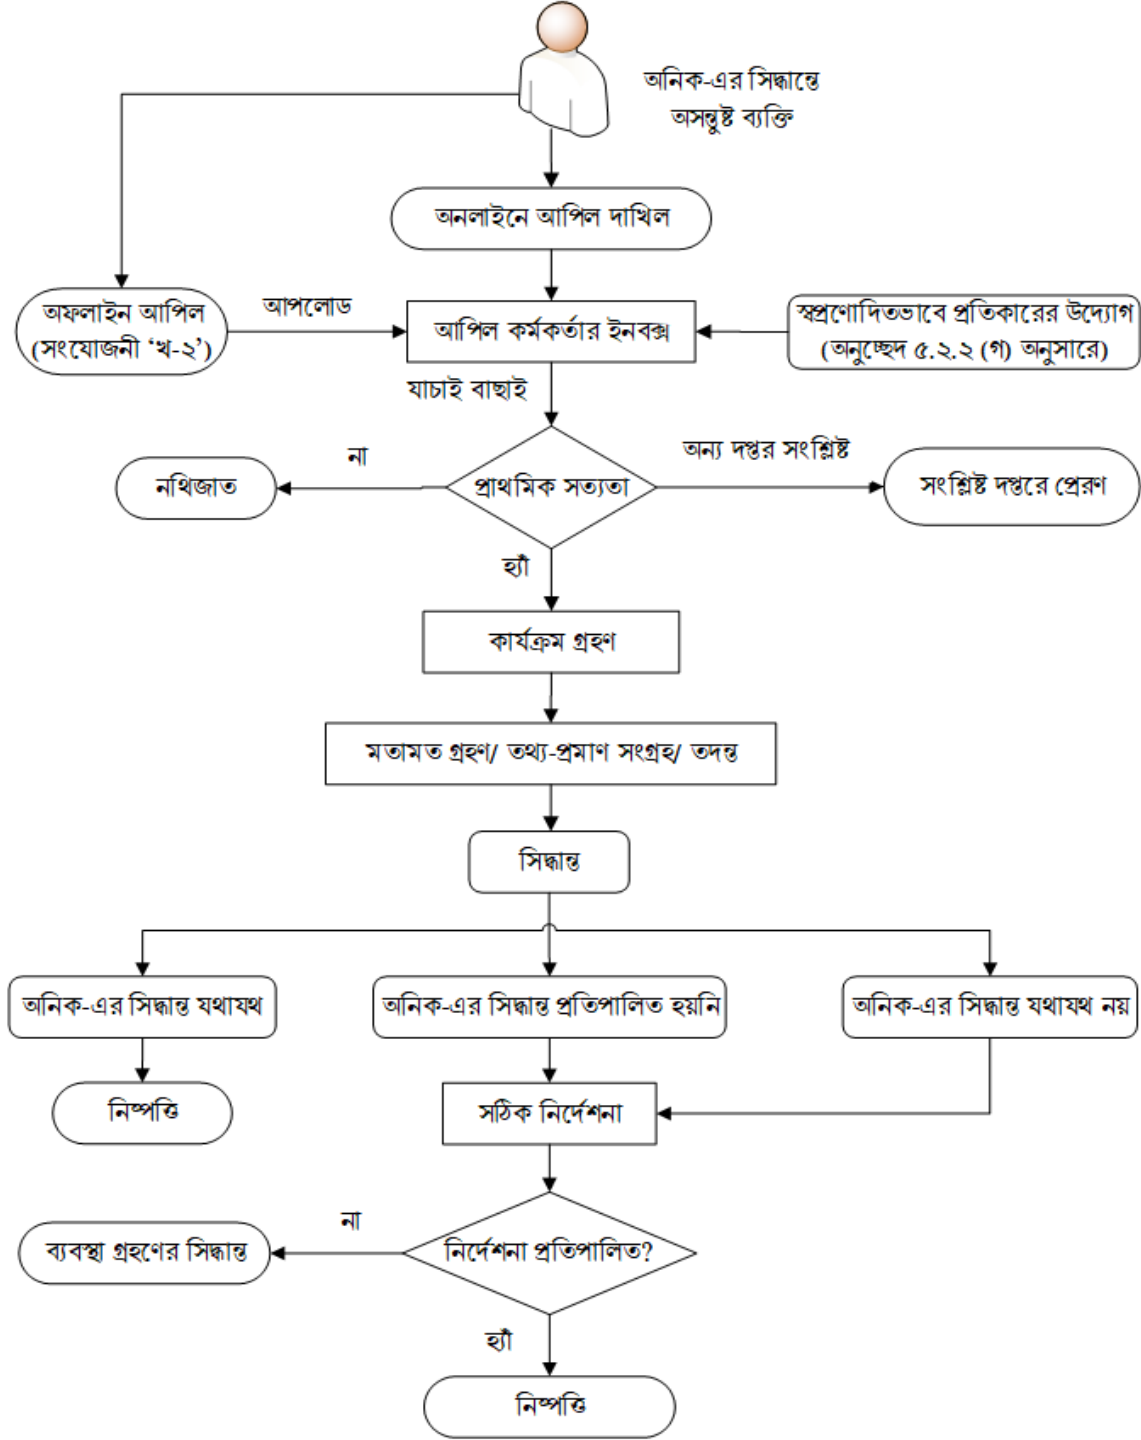 অনিক-এর সিদ্ধান্তে
অসন্তুষ্ট ব্যক্তি
অনলাইনে আপিল দাখিল
অফলাইন আপিল
(সংযোজনী ‘খ-২’)
আপলোড
আপিল কর্মকর্তার ইনবক্স
স্বপ্রণোদিতভাবে প্রতিকারের উদ্যোগ
(অনুচ্ছেদ ৫.২.২ (গ) অনুসারে)
যাচাই বাছাই
না
অন্য দপ্তর সংশ্লিষ্ট
নথিজাত
প্রাথমিক সত্যতা
সংশ্লিষ্ট দপ্তরে প্রেরণ
হ্যাঁ
কার্যক্রম গ্রহণ
মতামত গ্রহণ/ তথ্য-প্রমাণ সংগ্রহ/ তদন্ত
সিদ্ধান্ত
অনিক-এর সিদ্ধান্ত যথাযথ
অনিক-এর সিদ্ধান্ত প্রতিপালিত হয়নি
অনিক-এর সিদ্ধান্ত যথাযথ নয়
নিষ্পত্তি
সঠিক নির্দেশনা
না
ব্যবস্থা গ্রহণের সিদ্ধান্ত
নির্দেশনা প্রতিপালিত?
হ্যাঁ
নিষ্পত্তি